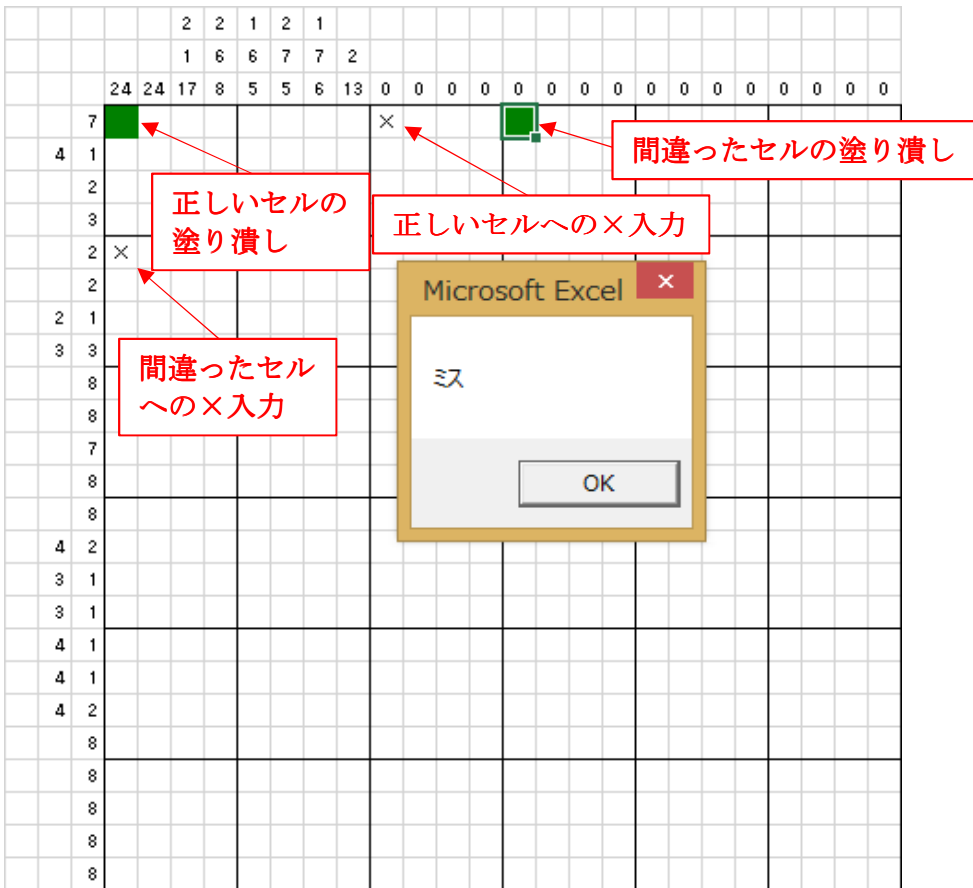 2 2 1 2 1
1 6 6 7 7 2
24 24 17 8 5 5 6 13 0 0 0 0 0 0 0 0 0 0 0 0 0 0 0 0
7 ×
間違ったセルの塗り潰し
4 1
2
正しいセルの
塗り潰し
正しいセルへの×入力
3
2 ×
2
Microsoft Excel ×
2 1
3 3
間違ったセル
への×入力
ミス
8
8
7
8
OK
8
4 2
3 1
3 1
4 1
4 1
4 2
8
8
8
8
8